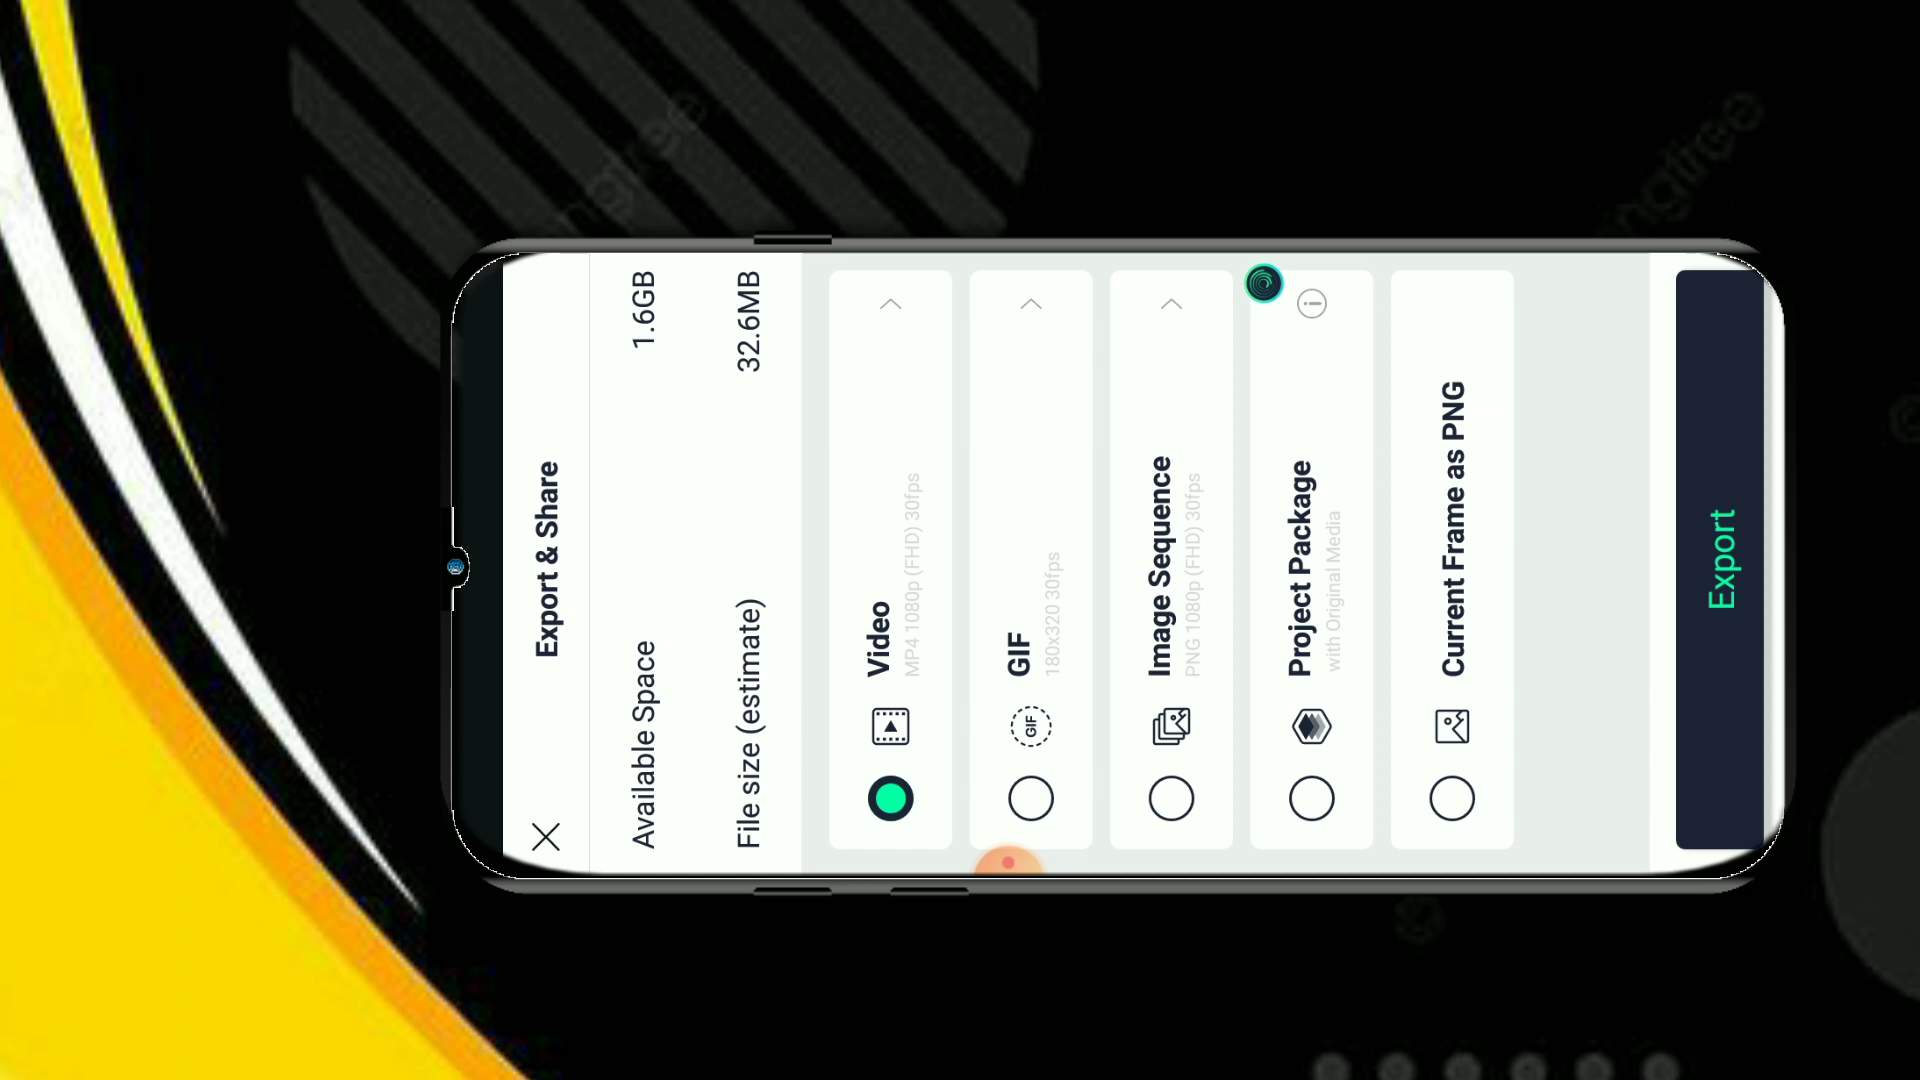 Export & Share
Available Space 1.6GB
File size (estimate) 32.6MB
Video
MP4 1080p (FHD) 30fps
GIF
GIF
180x320 30fps
Image Sequence
PNG 1080p (FHD) 30fps
Project Package
with Original Media
Current Frame as PNG
Export